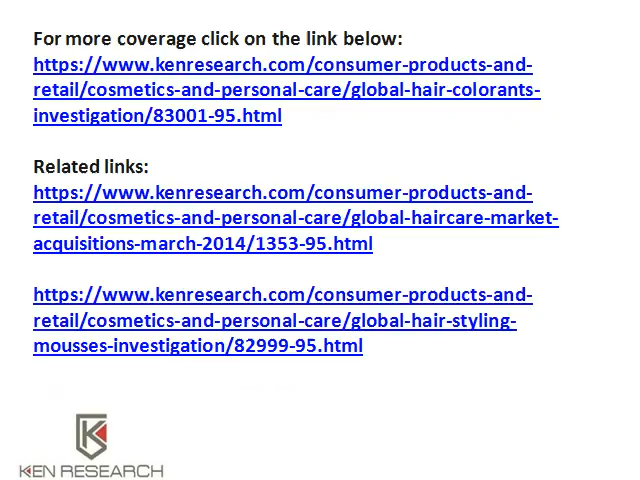 For more coverage click on the link below:
https://www.kenresearch.com/consumer-products-and-
retail/cosmetics-and-personal-care/global-hair-colorants-
investigation/83001-95.html
Related links:
https://www.kenresearch.com/consumer-products-and-
retail/cosmetics-and-personal-care/global-haircare-market-
acquisitions-march-2014/1353-95.html
https://www.kenresearch.com/consumer-products-and-
retail/cosmetics-and-personal-care/global-hair-styling-
mousses-investigation/82999-95.html
KEN RESEARCH